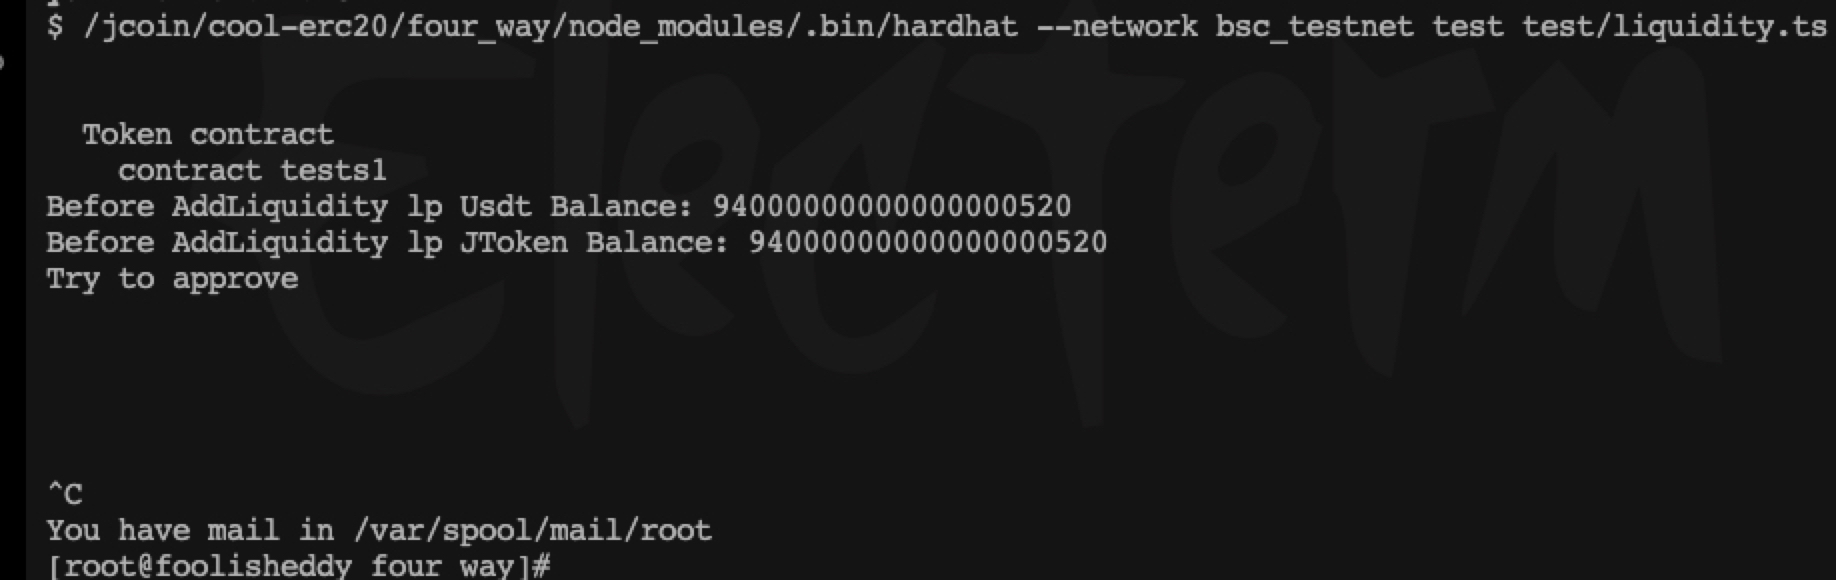 $ /jcoin/cool-erc20/four_way/node_modules/.bin/hardhat --network bsc_testnet test test/liquidity.ts
Token contract
contract tests1
Before AddLiquidity lp Usdt Balance: 94000000000000000520
Before AddLiquidity lp JToken Balance: 94000000000000000520
Try to approve
^C
You have mail in /var/spool/mail/root
[root@foolisheddy four_way]#
Electerm